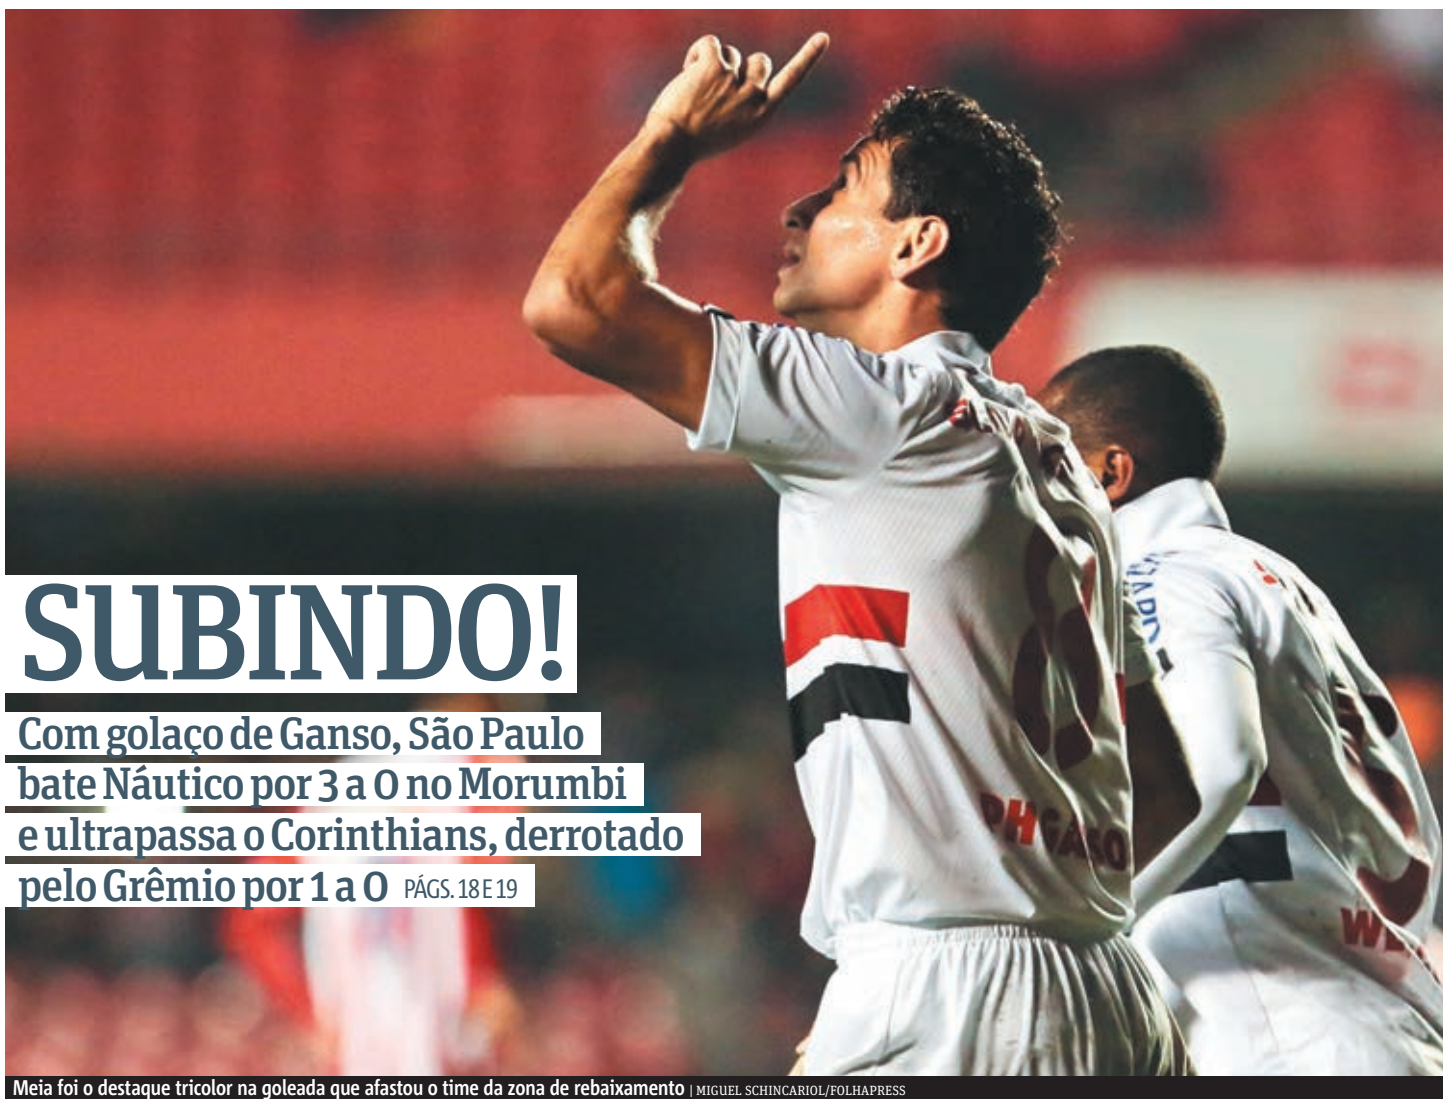 SUBINDO!
Com golaço de Ganso, São Paulo
bate Náutico por 3 a 0 no Morumbi
e ultrapassa o Corinthians, derrotado
pelo Grêmio por 1 a 0 PÁGS. 18 E 19
8
PH GANSO
Meia foi o destaque tricolor na goleada que afastou o time da zona de rebaixamento | MIGUEL SCHINCARIOL/FOLHAPRESS